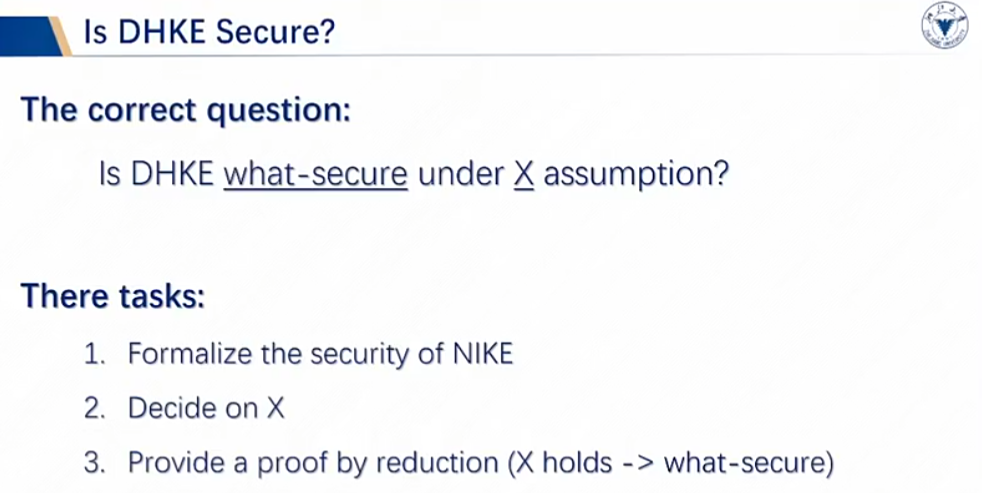 Is DHKE Secure?
The correct question:
Is DHKE what-secure under X assumption?
There tasks:
1. Formalize the security of NIKE
2. Decide on X
3. Provide a proof by reduction (X holds -> what-secure)